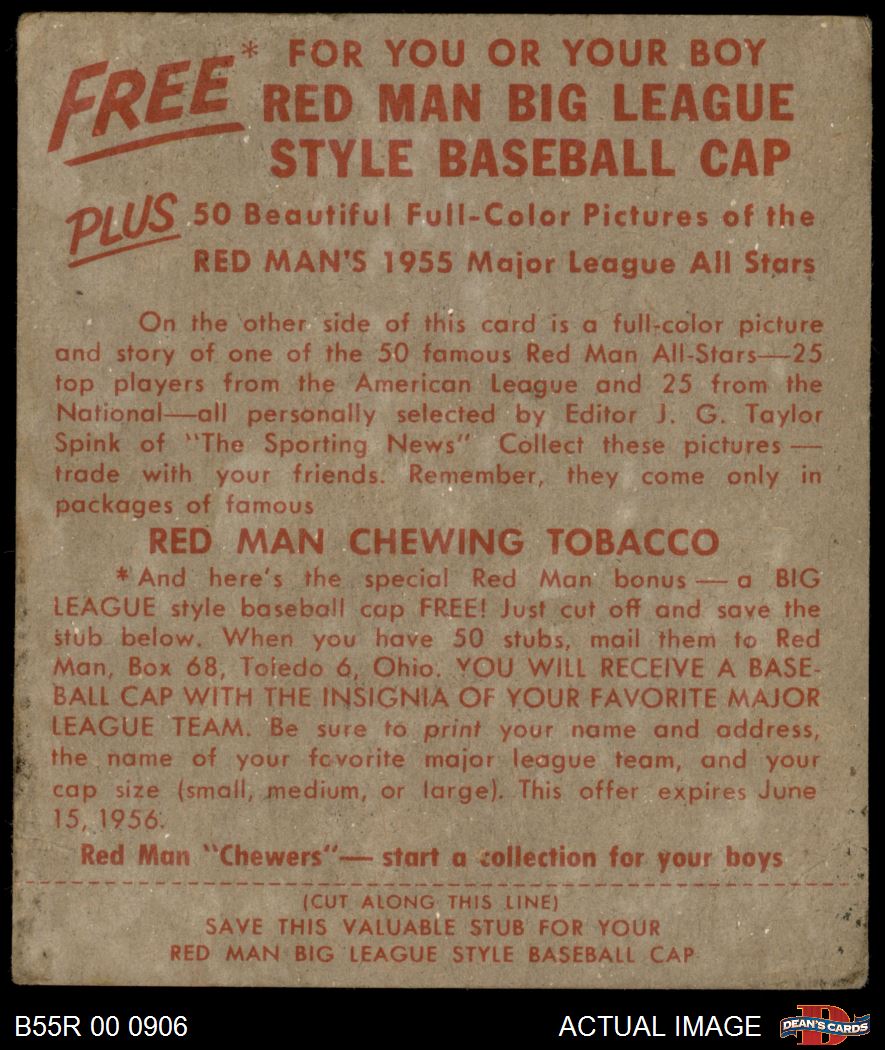 FREE* FOR YOU OR YOUR BOY
RED MAN BIG LEAGUE
STYLE BASEBALL CAP
PLUS 50 Beautiful Full-Color Pictures of the
RED MAN'S 1955 Major League All Stars
On the other side of this card is a full-color picture
and story of one of the 50 famous Red Man All-Stars—25
top players from the American League and 25 from the
National—all personally selected by Editor J. G. Taylor
Spink of "The Sporting News" Collect these pictures —
trade with your friends. Remember, they come only in
packages of famous
RED MAN CHEWING TOBACCO
*And here's the special Red Man bonus — a BIG
LEAGUE style baseball cap FREE! Just cut off and save the
stub below. When you have 50 stubs, mail them to Red
Man, Box 68, Toledo 6, Ohio. YOU WILL RECEIVE A BASE-
BALL CAP WITH THE INSIGNIA OF YOUR FAVORITE MAJOR
LEAGUE TEAM. Be sure to print your name and address,
the name of your favorite major league team, and your
cap size (small, medium, or large). This offer expires June
15, 1956.
Red Man "Chewers"— start a collection for your boys
(CUT ALONG THIS LINE)
SAVE THIS VALUABLE STUB FOR YOUR
RED MAN BIG LEAGUE STYLE BASEBALL CAP
B55R 00 0906 ACTUAL IMAGE DEAN'S CARDS